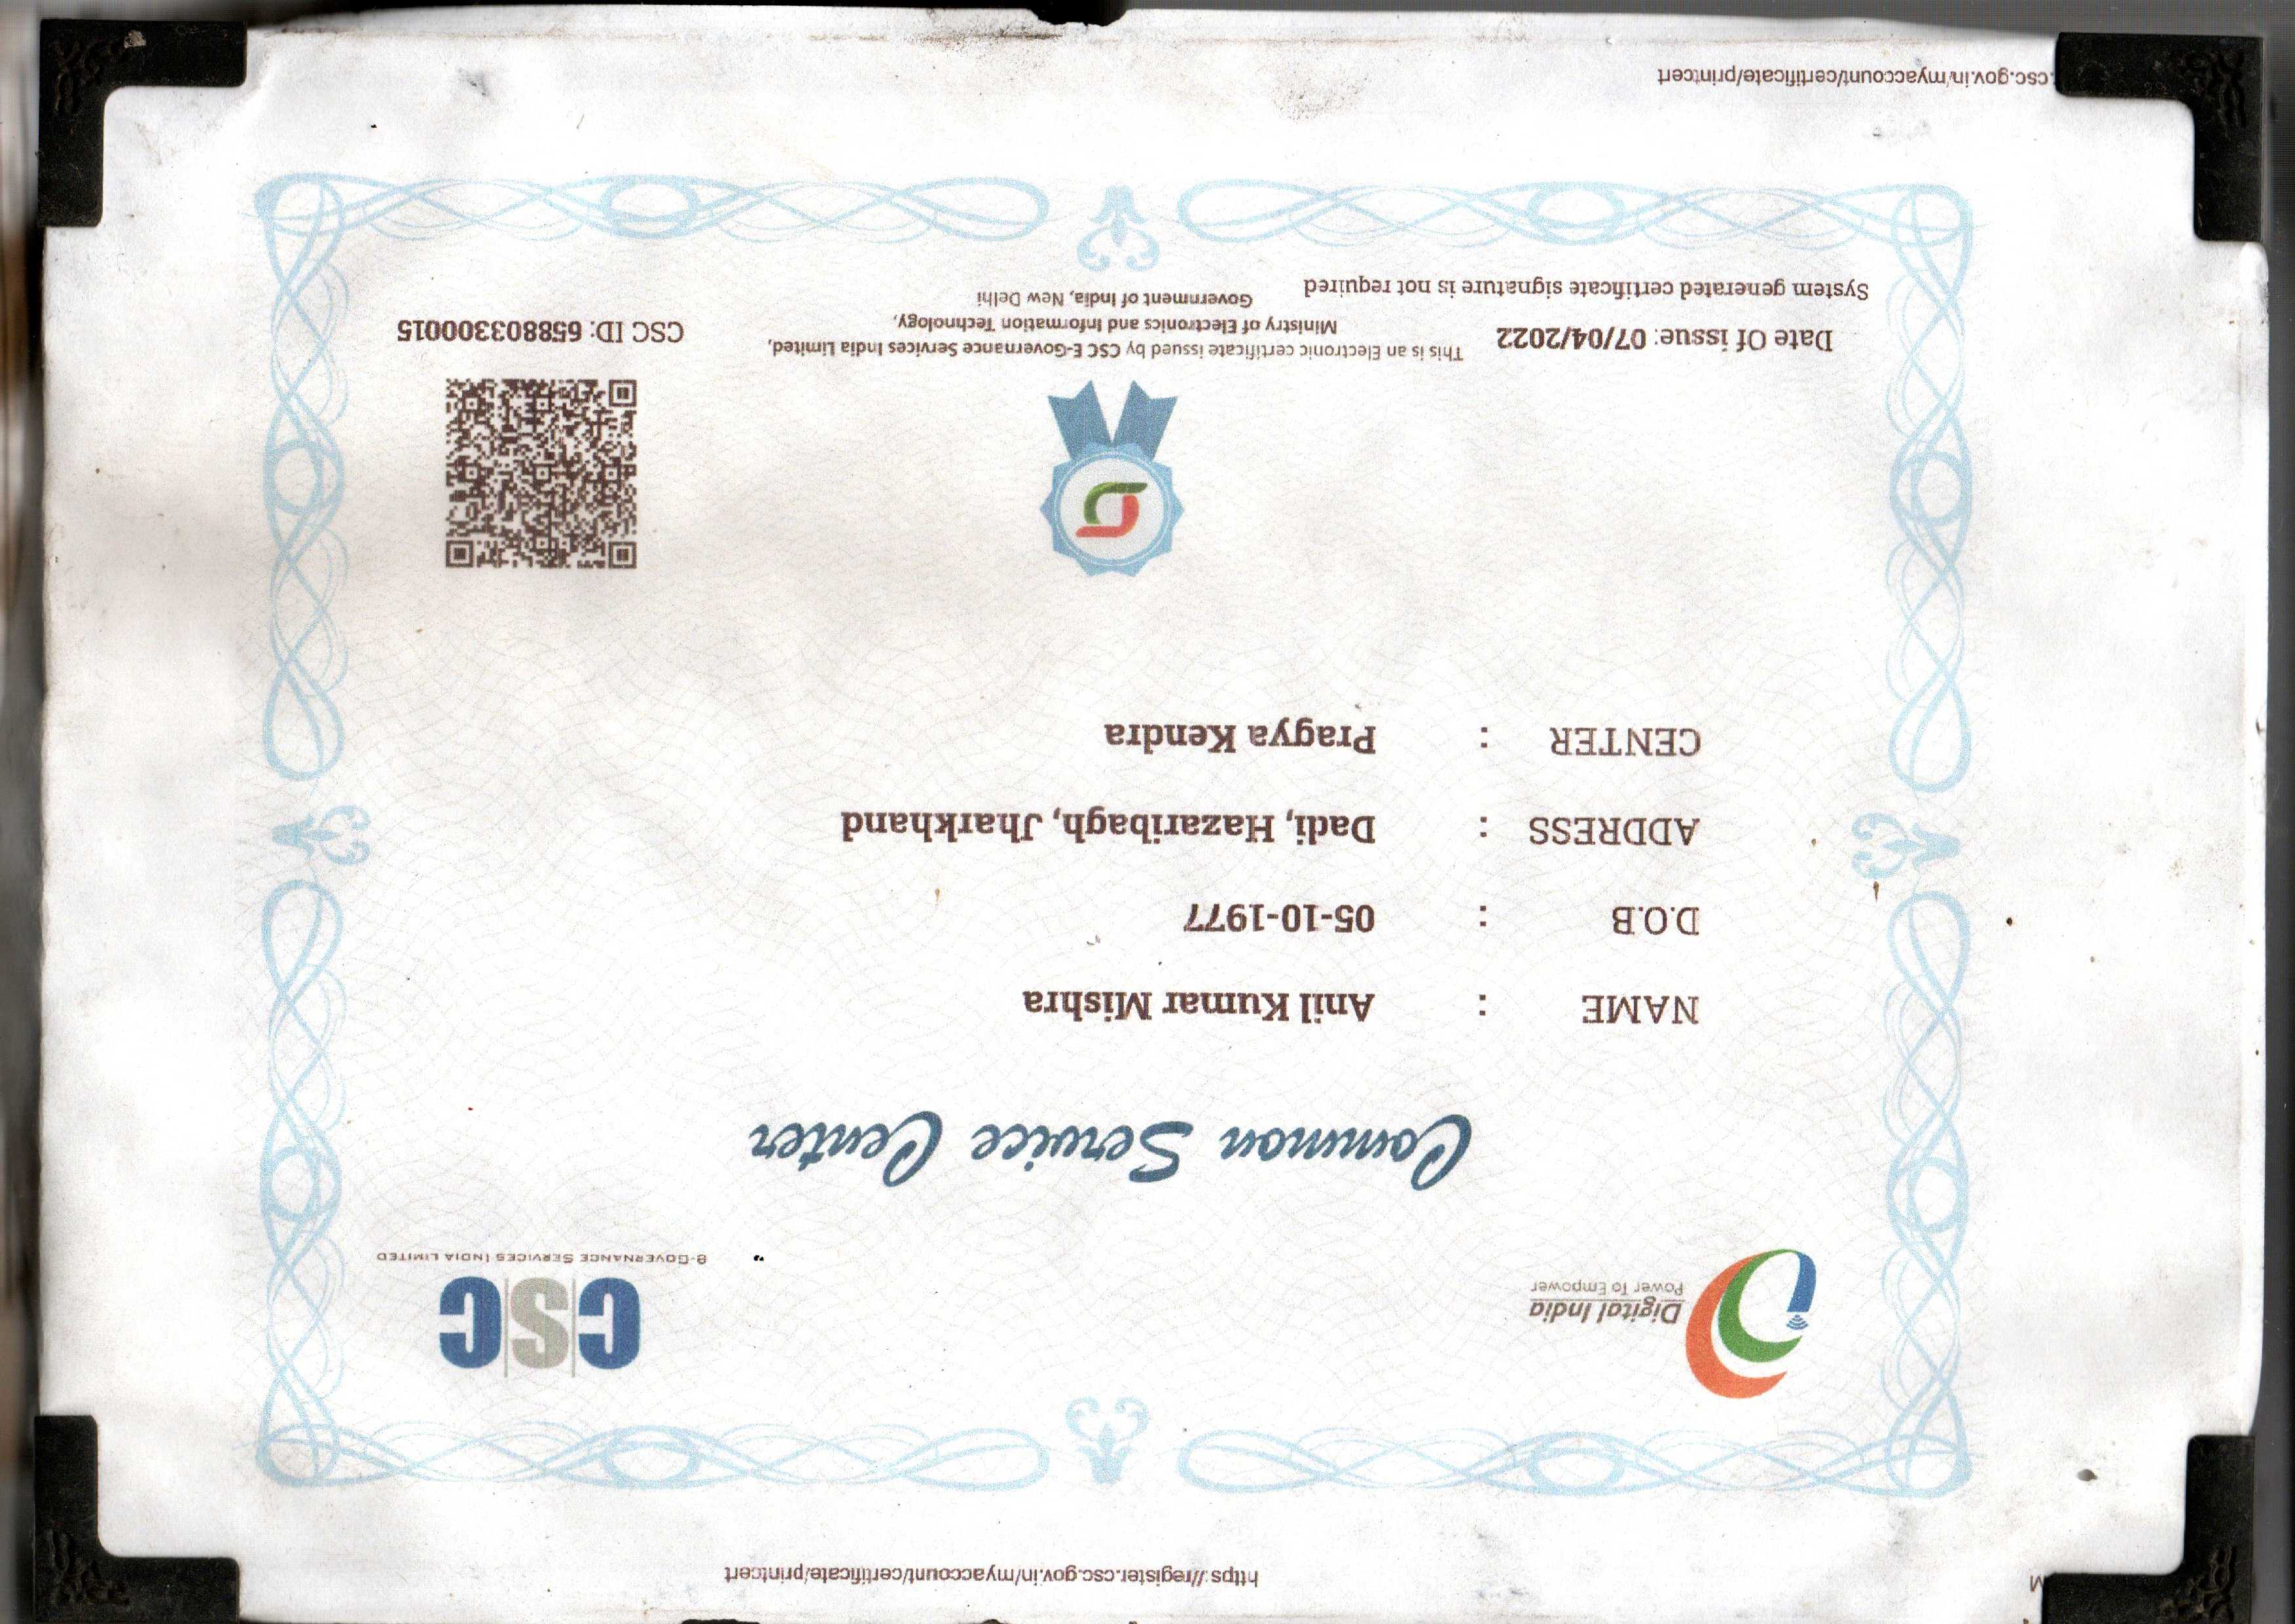 https://register.csc.gov.in/myaccount/certificate/printcert
Digital India
Power To Empower
CSC
e-Governance Services India Limited
Common Service Center
NAME : Anil Kumar Mishra
D.O.B : 05-10-1977
ADDRESS : Dadi, Hazaribagh, Jharkhand
CENTER : Pragya Kendra
This is an Electronic certificate issued by CSC E-Governance Services India Limited,
Ministry of Electronics and Information Technology,
Government of India, New Delhi
Date Of issue: 07/04/2022
System generated certificate signature is not required
CSC ID: 658803300015
.csc.gov.in/myaccount/certificate/printcert